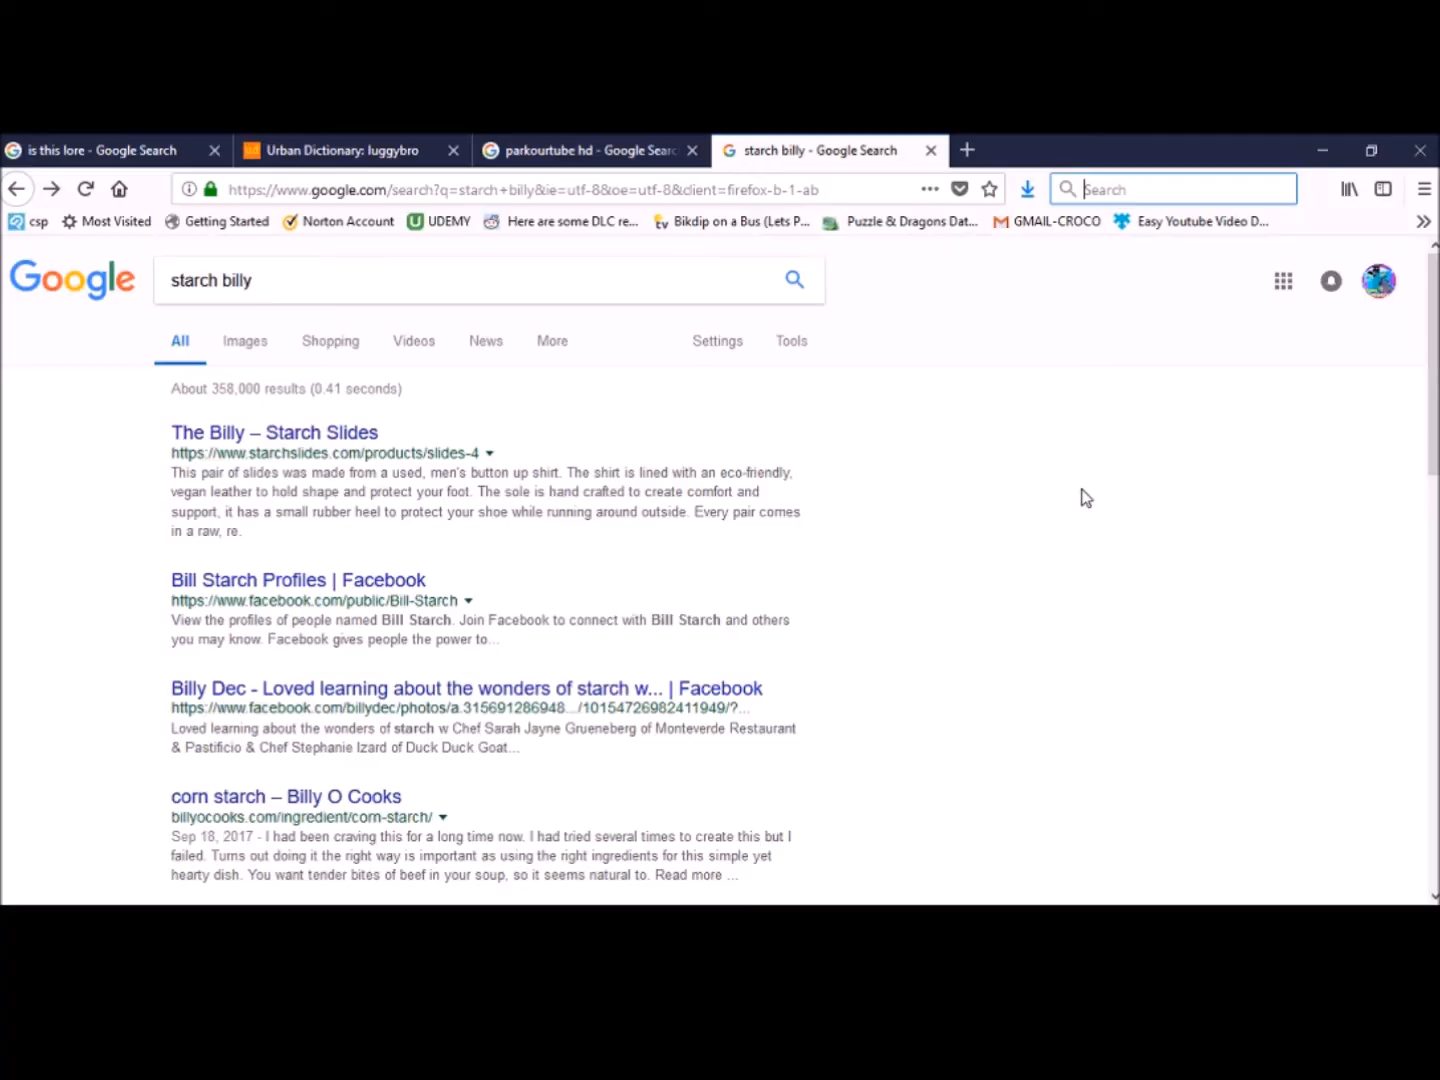 is this lore - Google Search
Urban Dictionary: luggybro
parkourtube hd - Google Searc
starch billy - Google Search
https://www.google.com/search?q=starch+billy&ie=utf-8&oe=utf-8&client=firefox-b-1-ab
Search
csp Most Visited Getting Started Norton Account UDEMY Here are some DLC re... Bikdip on a Bus (Lets P... Puzzle & Dragons Dat... GMAIL-CROCO Easy Youtube Video D...
Google
starch billy
All Images Shopping Videos News More Settings Tools
About 358,000 results (0.41 seconds)
The Billy – Starch Slides
https://www.starchslides.com/products/slides-4
This pair of slides was made from a used, men's button up shirt. The shirt is lined with an eco-friendly,
vegan leather to hold shape and protect your foot. The sole is hand crafted to create comfort and
support, it has a small rubber heel to protect your shoe while running around outside. Every pair comes
in a raw, re.
Bill Starch Profiles | Facebook
https://www.facebook.com/public/Bill-Starch
View the profiles of people named Bill Starch. Join Facebook to connect with Bill Starch and others
you may know. Facebook gives people the power to...
Billy Dec - Loved learning about the wonders of starch w... | Facebook
https://www.facebook.com/billydec/photos/a.315691286948.../10154726982411949/?...
Loved learning about the wonders of starch w Chef Sarah Jayne Grueneberg of Monteverde Restaurant
& Pastificio & Chef Stephanie Izard of Duck Duck Goat...
corn starch – Billy O Cooks
billyocooks.com/ingredient/corn-starch/
Sep 18, 2017 - I had been craving this for a long time now. I had tried several times to create this but I
failed. Turns out doing it the right way is important as using the right ingredients for this simple yet
hearty dish. You want tender bites of beef in your soup, so it seems natural to. Read more ...